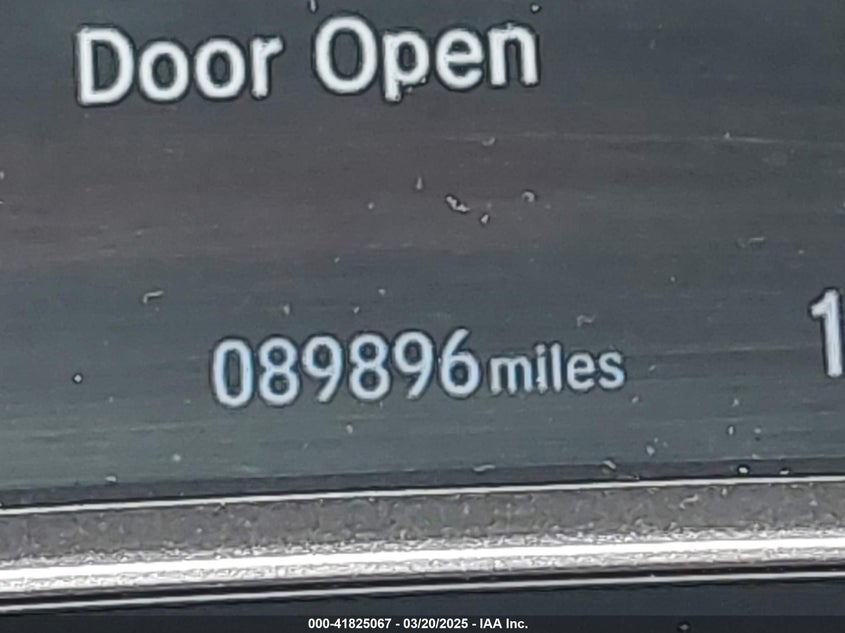 Door Open
089896 miles
1
000-41825067 - 03/20/2025 - IAA Inc.